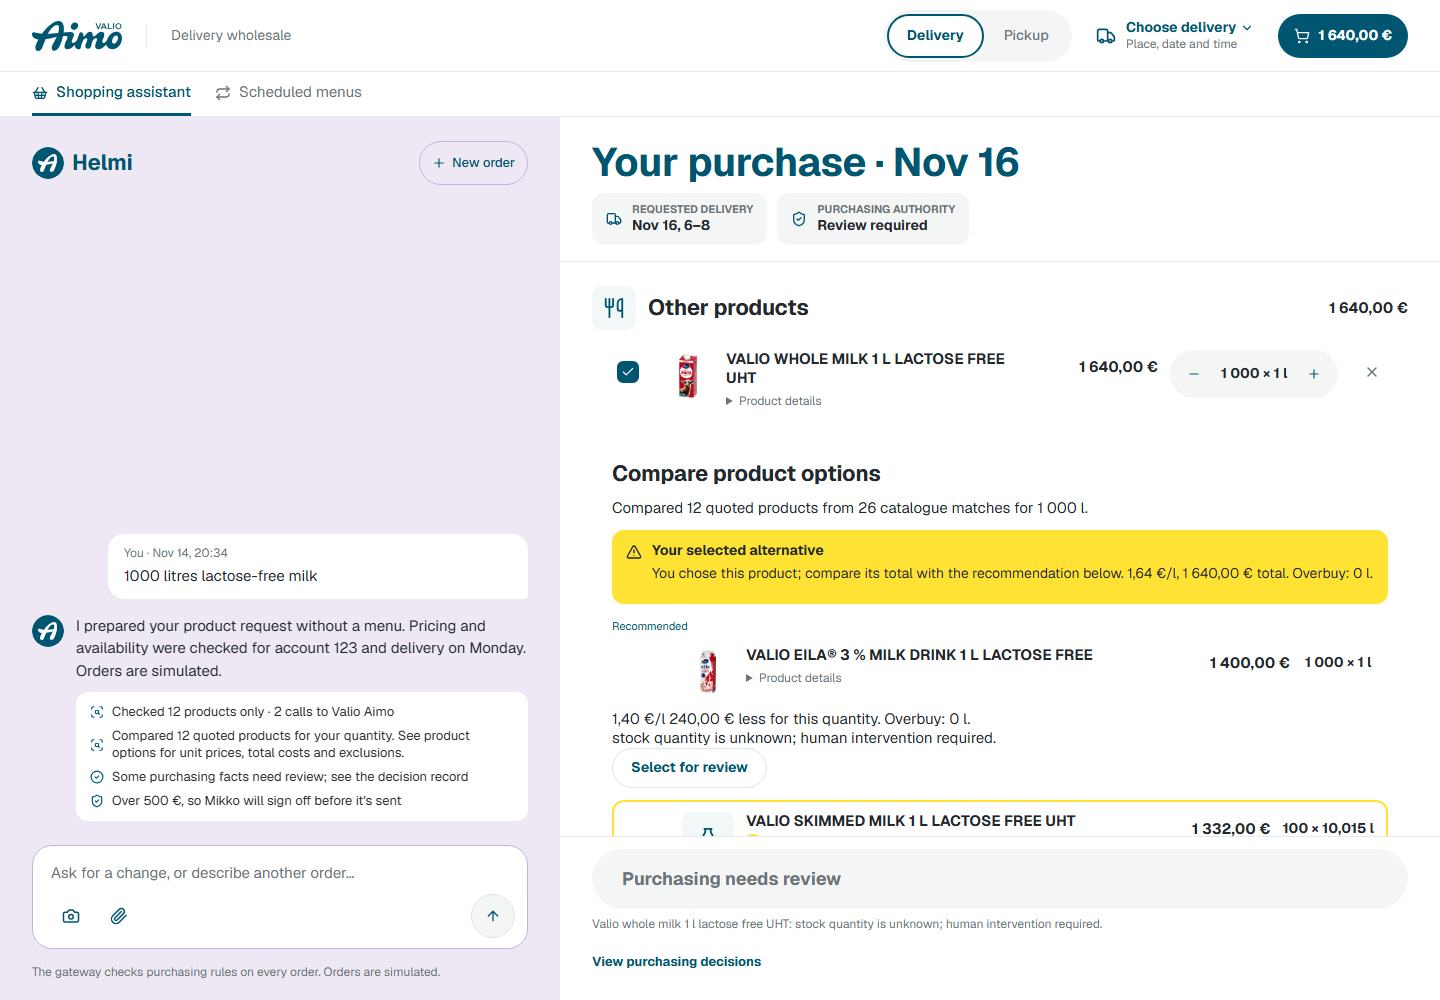 VALIO
Aimo
Delivery wholesale
Delivery
Pickup
Choose delivery
Place, date and time
1 640,00 €
Shopping assistant
Scheduled menus
Helmi
New order
You · Nov 14, 20:34
1000 litres lactose-free milk
I prepared your product request without a menu. Pricing and
availability were checked for account 123 and delivery on Monday.
Orders are simulated.
Checked 12 products only · 2 calls to Valio Aimo
Compared 12 quoted products for your quantity. See product
options for unit prices, total costs and exclusions.
Some purchasing facts need review; see the decision record
Over 500 €, so Mikko will sign off before it's sent
Ask for a change, or describe another order...
The gateway checks purchasing rules on every order. Orders are simulated.
Your purchase · Nov 16
REQUESTED DELIVERY
Nov 16, 6–8
PURCHASING AUTHORITY
Review required
Other products
1 640,00 €
VALIO WHOLE MILK 1 L LACTOSE FREE
UHT
Product details
1 640,00 €
1 000 × 1 l
Compare product options
Compared 12 quoted products from 26 catalogue matches for 1 000 l.
Your selected alternative
You chose this product; compare its total with the recommendation below. 1,64 €/l, 1 640,00 € total. Overbuy: 0 l.
Recommended
VALIO EILA® 3 % MILK DRINK 1 L LACTOSE FREE
Product details
1 400,00 €
1 000 × 1 l
1,40 €/l 240,00 € less for this quantity. Overbuy: 0 l.
stock quantity is unknown; human intervention required.
Select for review
VALIO SKIMMED MILK 1 L LACTOSE FREE UHT
1 332,00 €
100 × 10,015 l
Purchasing needs review
Valio whole milk 1 l lactose free UHT: stock quantity is unknown; human intervention required.
View purchasing decisions